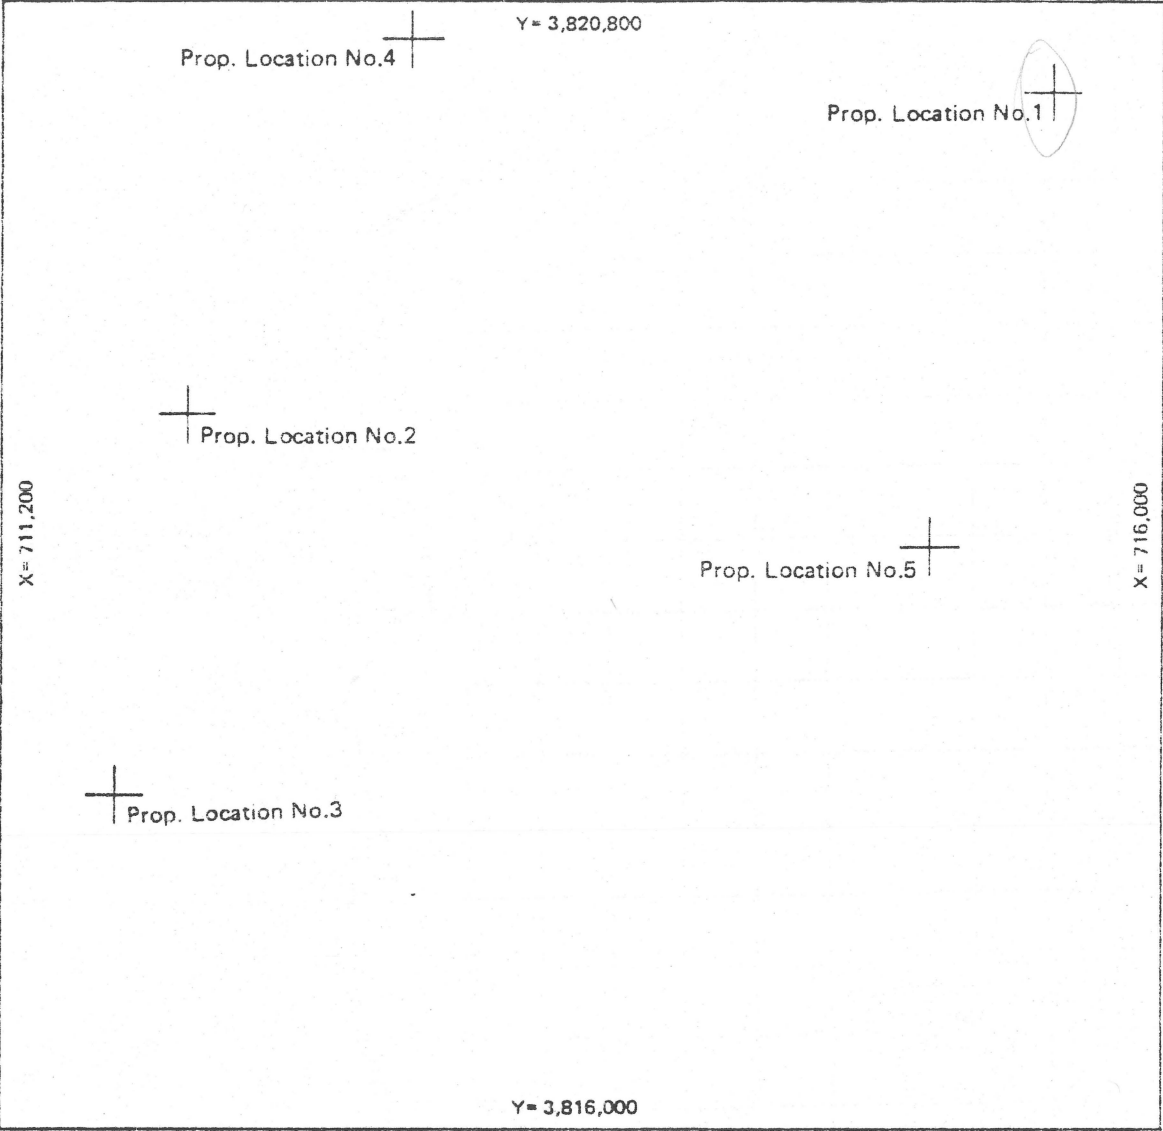 Y= 3,820,800
Prop. Location No.4
Prop. Location No.1
Prop. Location No.2
X= 711,200
X= 716,000
Prop. Location No.5
Prop. Location No.3
Y= 3,816,000